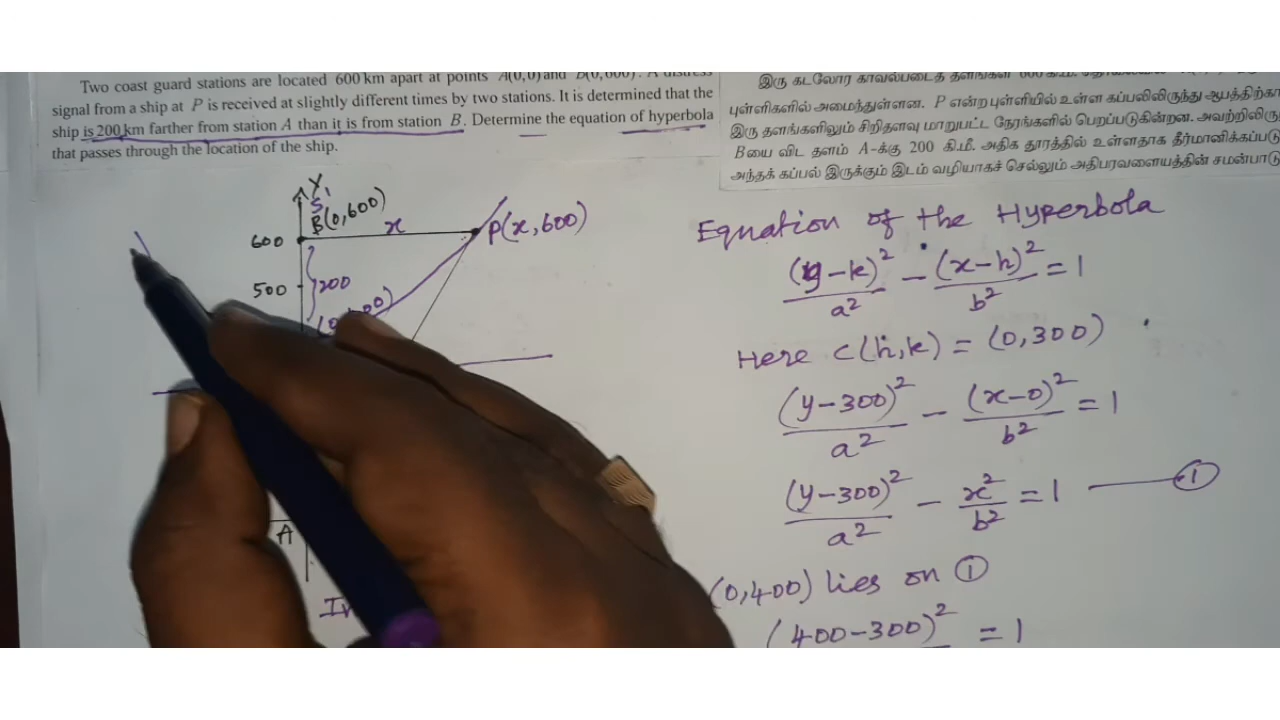 Two coast guard stations are located 600 km apart at points A(0,0) and B(0,600). A distress
signal from a ship at P is received at slightly different times by two stations. It is determined that the
ship is 200 km farther from station A than it is from station B. Determine the equation of hyperbola
that passes through the location of the ship.
இரு கடலோர காவல்படைத் தளங்கள் 600 கி.மீ.
புள்ளிகளில் அமைந்துள்ளன. P என்ற புள்ளியில் உள்ள கப்பலிலிருந்து
இரு தளங்களிலும் சிறிதளவு மாறுபட்ட நேரங்களில் பெறப்படுகின்றன.
Bயை விட தளம் A-க்கு 200 கி.மீ. அதிக தூரத்தில் உள்ளதாக
அந்தக் கப்பல் இருக்கும் இடம் வழியாகச் செல்லும் அதிபரவளையத்தின்
Y
S₁
B(0,600)
600
x
P(x,600)
500
200
A
Equation of the Hyperbola
(y-k)²/a² - (x-h)²/b² = 1
Here C(h,k) = (0,300)
(y-300)²/a² - (x-0)²/b² = 1
(y-300)²/a² - x²/b² = 1 —— ①
(0,400) lies on ①
(400-300)² = 1